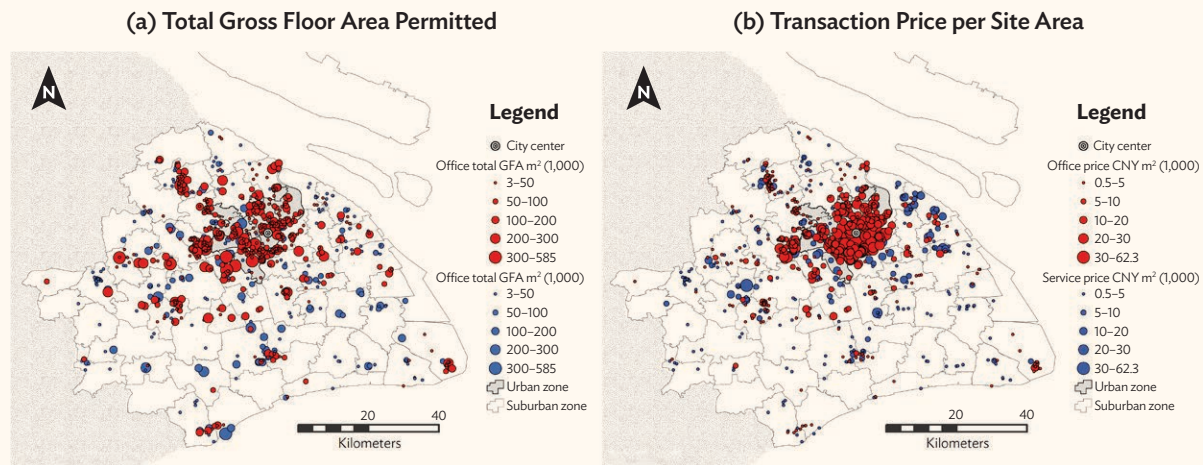 (a) Total Gross Floor Area Permitted
N
Legend
City center
Office total GFA m² (1,000)
3–50
50–100
100–200
200–300
300–585
Office total GFA m² (1,000)
3–50
50–100
100–200
200–300
300–585
Urban zone
Suburban zone
20 40
Kilometers
(b) Transaction Price per Site Area
N
Legend
City center
Office price CNY m² (1,000)
0.5–5
5–10
10–20
20–30
30–62.3
Service price CNY m² (1,000)
0.5–5
5–10
10–20
20–30
30–62.3
Urban zone
Suburban zone
20 40
Kilometers